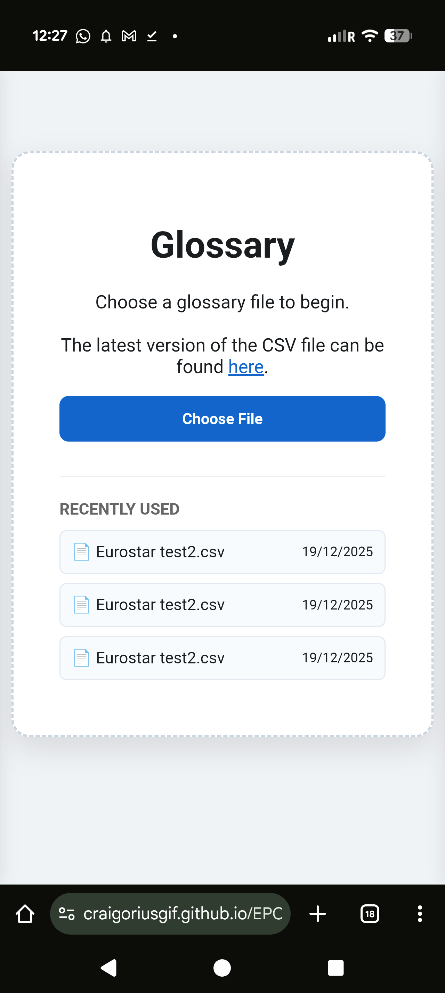 12:27
R
37
Glossary
Choose a glossary file to begin.
The latest version of the CSV file can be
found here.
Choose File
RECENTLY USED
Eurostar test2.csv 19/12/2025
Eurostar test2.csv 19/12/2025
Eurostar test2.csv 19/12/2025
craigoriusgif.github.io/EPC
18